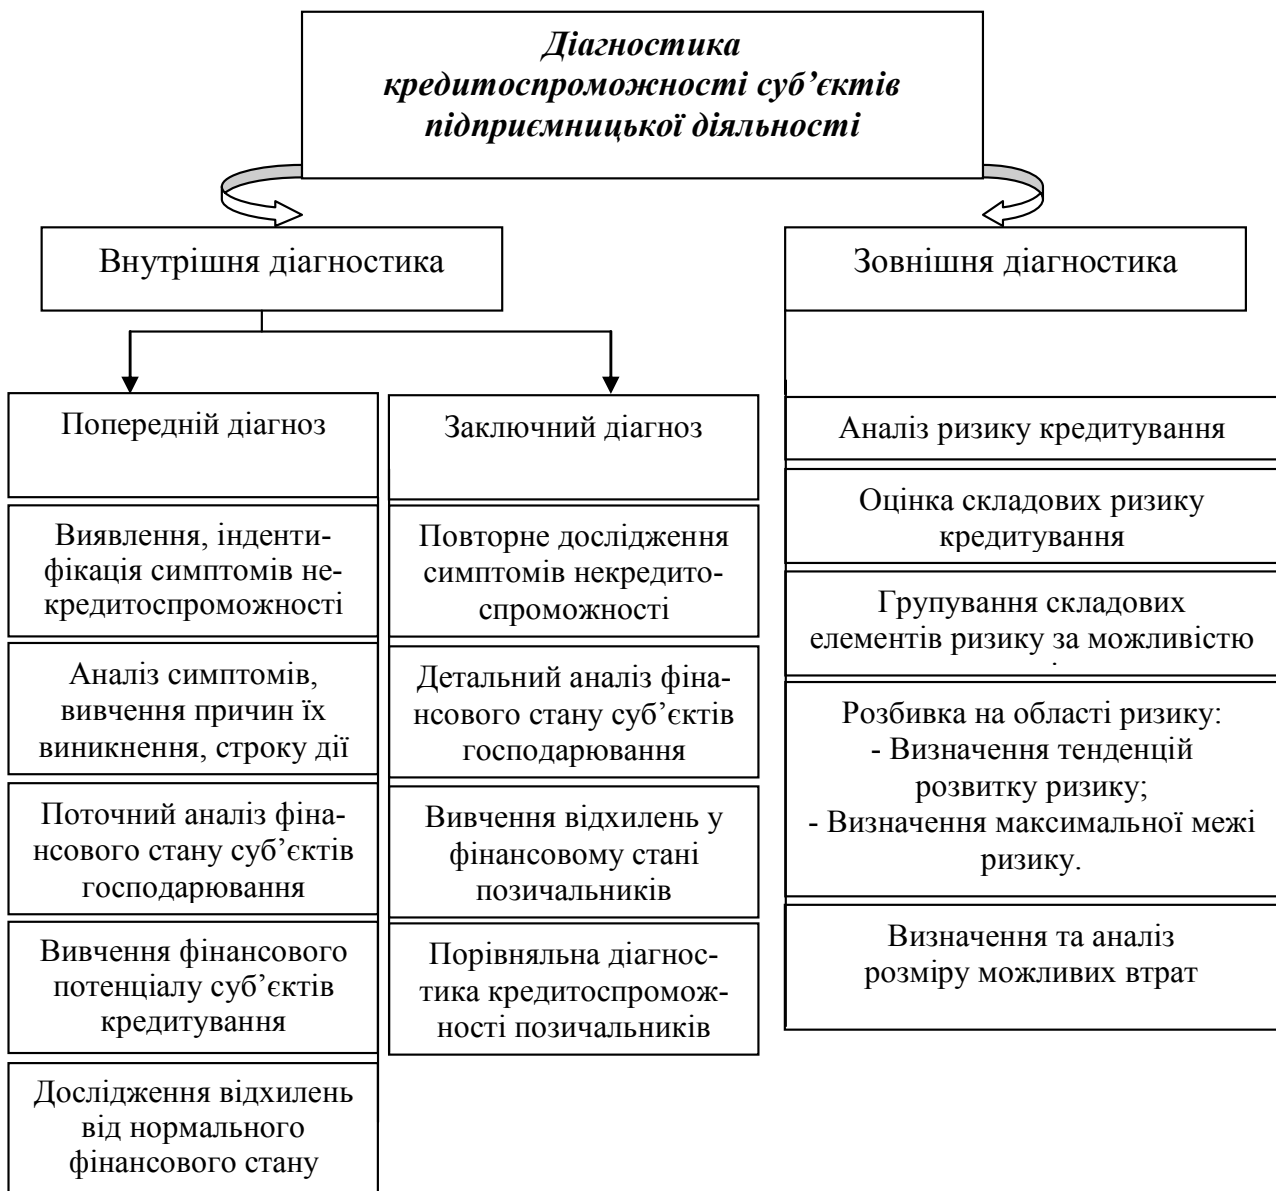 Діагностика
кредитоспроможності суб’єктів
підприємницької діяльності
Внутрішня діагностика
Зовнішня діагностика
Попередній діагноз
Виявлення, іденти-
фікація симптомів не-
кредитоспроможності
Аналіз симптомів,
вивчення причин їх
виникнення, строку дії
Поточний аналіз фіна-
нсового стану суб’єктів
господарювання
Вивчення фінансового
потенціалу суб’єктів
кредитування
Дослідження відхилень
від нормального
фінансового стану
Заключний діагноз
Повторне дослідження
симптомів некредито-
спроможності
Детальний аналіз фіна-
нсового стану суб’єктів
господарювання
Вивчення відхилень у
фінансовому стані
позичальників
Порівняльна діагнос-
тика кредитоспромож-
ності позичальників
Аналіз ризику кредитування
Оцінка складових ризику
кредитування
Групування складових
елементів ризику за можливістю
Розбивка на області ризику:
- Визначення тенденцій
розвитку ризику;
- Визначення максимальної межі
ризику.
Визначення та аналіз
розміру можливих втрат